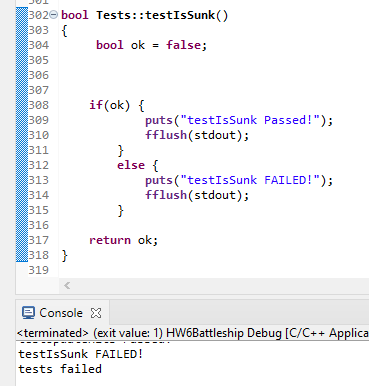 302 bool Tests::testIsSunk()
303 {
304 bool ok = false;
305
306
307
308 if(ok) {
309 puts("testIsSunk Passed!");
310 fflush(stdout);
311 }
312 else {
313 puts("testIsSunk FAILED!");
314 fflush(stdout);
315 }
316
317 return ok;
318 }
319
Console
<terminated> (exit value: 1) HW6Battleship Debug [C/C++ Applica
testIsSunk FAILED!
tests failed